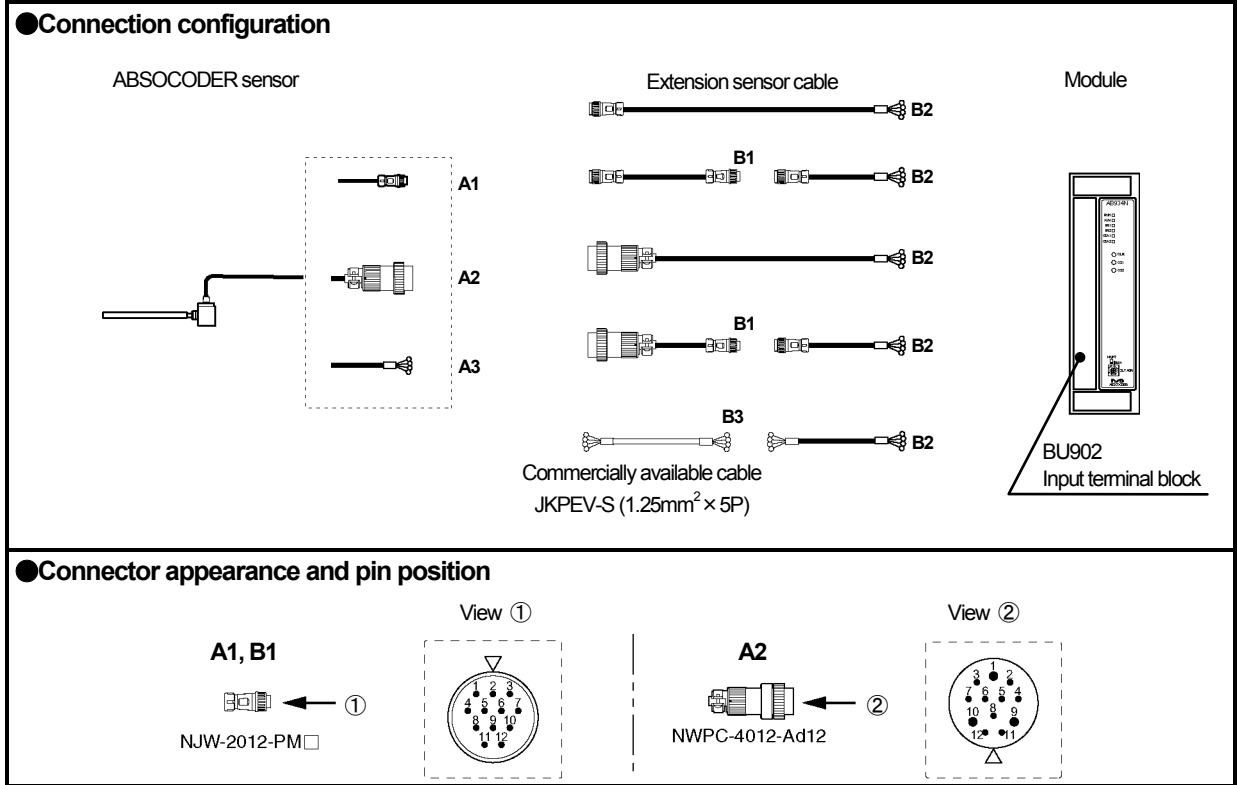 ●Connection configuration
ABSOCODER sensor
Extension sensor cable
Module
B2
A1
B1
B2
A2
B2
B1
B2
A3
B3
B2
Commercially available cable
JKPEV-S (1.25mm² × 5P)
AB934N
BU902
Input terminal block
●Connector appearance and pin position
View ①
View ②
A1, B1
A2
①
②
NJW-2012-PM□
NWPC-4012-Ad12
1 2 3
4 5 6 7
8 9 10
11 12
1
3 2
7 6 5 4
10 8 9
12 11